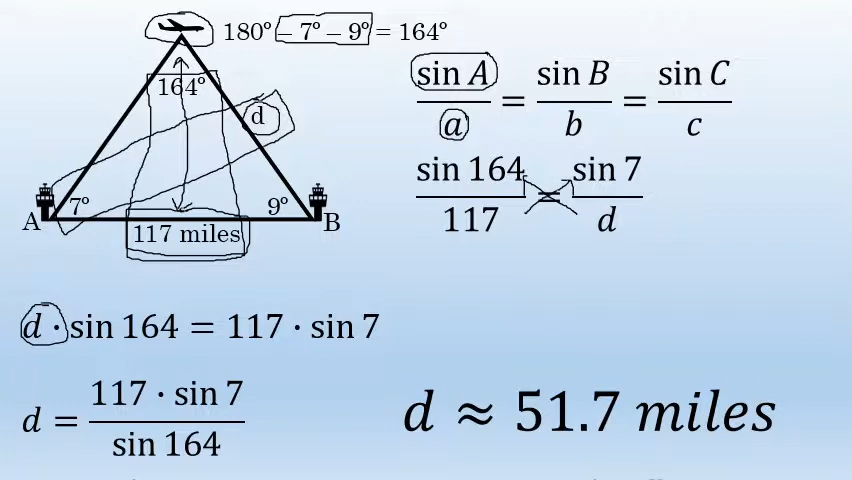 180° – 7° – 9° = 164°
164°
d
7°
9°
A
117 miles
B
sin A / a = sin B / b = sin C / c
sin 164 / 117 = sin 7 / d
d · sin 164 = 117 · sin 7
d = 117 · sin 7 / sin 164
d ≈ 51.7 miles